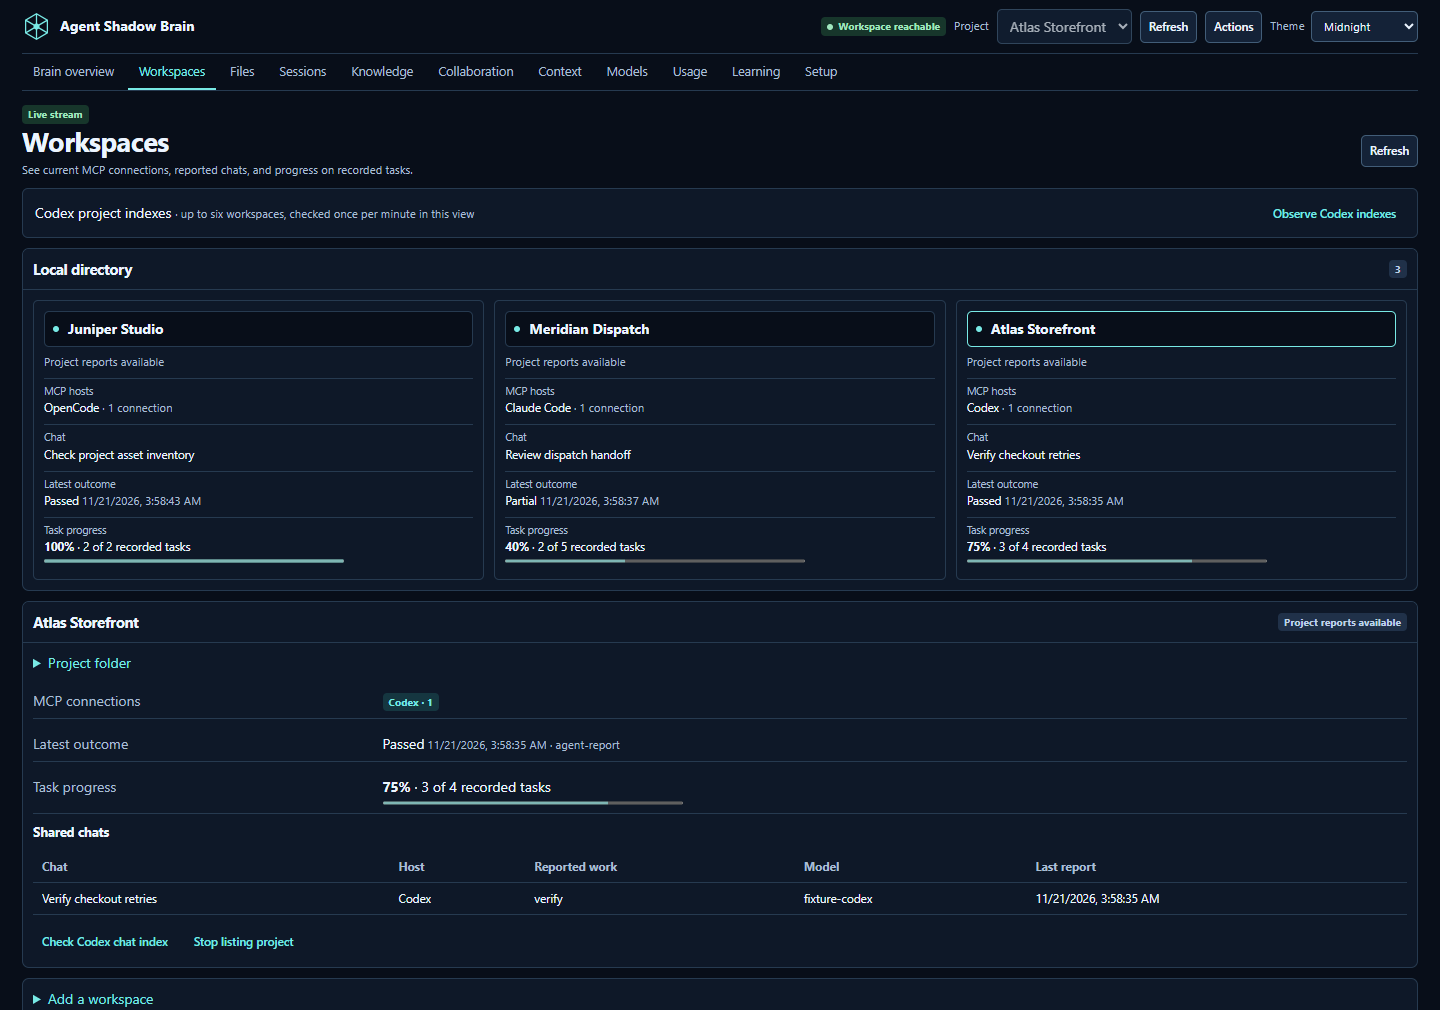 Agent Shadow Brain
Workspace reachable
Project
Atlas Storefront
Refresh
Actions
Theme
Midnight
Brain overview
Workspaces
Files
Sessions
Knowledge
Collaboration
Context
Models
Usage
Learning
Setup
Live stream
Workspaces
See current MCP connections, reported chats, and progress on recorded tasks.
Refresh
Codex project indexes · up to six workspaces, checked once per minute in this view
Observe Codex indexes
Local directory
3
Juniper Studio
Project reports available
MCP hosts
OpenCode · 1 connection
Chat
Check project asset inventory
Latest outcome
Passed 11/21/2026, 3:58:43 AM
Task progress
100% · 2 of 2 recorded tasks
Meridian Dispatch
Project reports available
MCP hosts
Claude Code · 1 connection
Chat
Review dispatch handoff
Latest outcome
Partial 11/21/2026, 3:58:37 AM
Task progress
40% · 2 of 5 recorded tasks
Atlas Storefront
Project reports available
MCP hosts
Codex · 1 connection
Chat
Verify checkout retries
Latest outcome
Passed 11/21/2026, 3:58:35 AM
Task progress
75% · 3 of 4 recorded tasks
Atlas Storefront
Project reports available
Project folder
MCP connections
Codex · 1
Latest outcome
Passed 11/21/2026, 3:58:35 AM · agent-report
Task progress
75% · 3 of 4 recorded tasks
Shared chats
Chat Host Reported work Model Last report
Verify checkout retries Codex verify fixture-codex 11/21/2026, 3:58:35 AM
Check Codex chat index
Stop listing project
Add a workspace